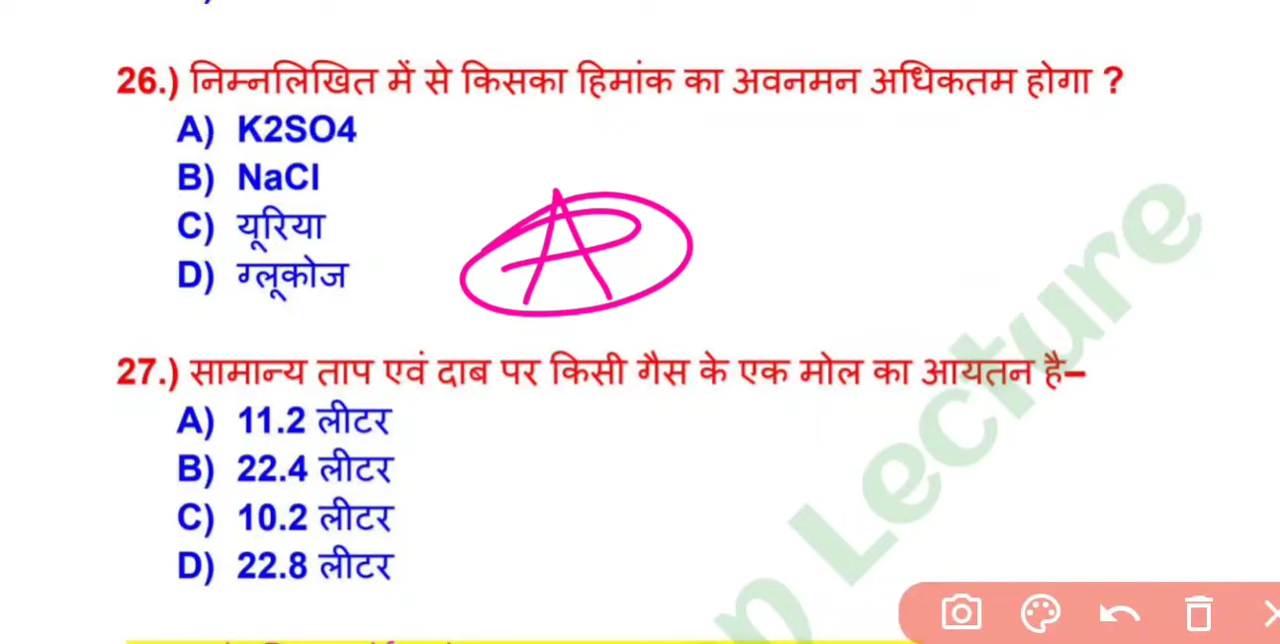 26.) निम्नलिखित में से किसका हिमांक का अवनमन अधिकतम होगा ?
A) K2SO4
B) NaCl
C) यूरिया
D) ग्लूकोज
A
27.) सामान्य ताप एवं दाब पर किसी गैस के एक मोल का आयतन है–
A) 11.2 लीटर
B) 22.4 लीटर
C) 10.2 लीटर
D) 22.8 लीटर
Lecture